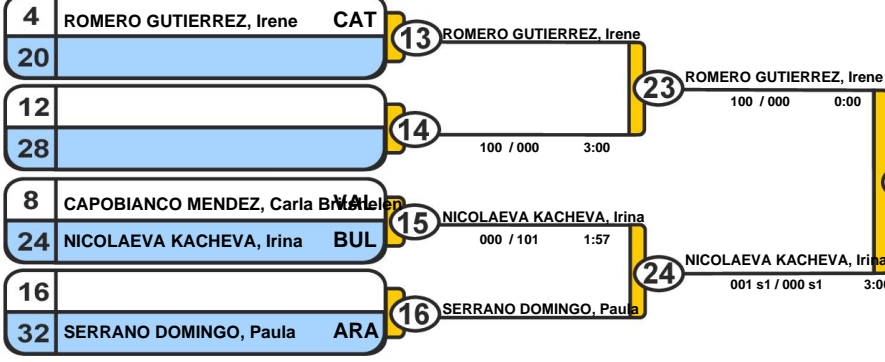 4 ROMERO GUTIERREZ, Irene CAT
20
13 ROMERO GUTIERREZ, Irene
12
28
14
100 / 000 3:00
23 ROMERO GUTIERREZ, Irene
100 / 000 0:00
8 CAPOBIANCO MENDEZ, Carla Britshelen VAL
24 NICOLAEVA KACHEVA, Irina BUL
15 NICOLAEVA KACHEVA, Irina
000 / 101 1:57
16
32 SERRANO DOMINGO, Paula ARA
16 SERRANO DOMINGO, Paula
24 NICOLAEVA KACHEVA, Irina
001 s1 / 000 s1 3:00